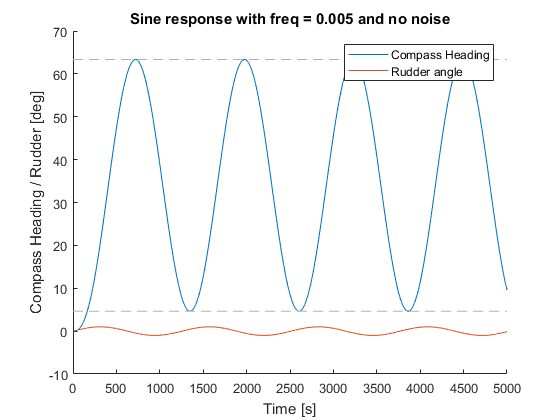 Sine response with freq = 0.005 and no noise
Compass Heading
Rudder angle
Compass Heading / Rudder [deg]
70
60
50
40
30
20
10
0
-10
0 500 1000 1500 2000 2500 3000 3500 4000 4500 5000
Time [s]